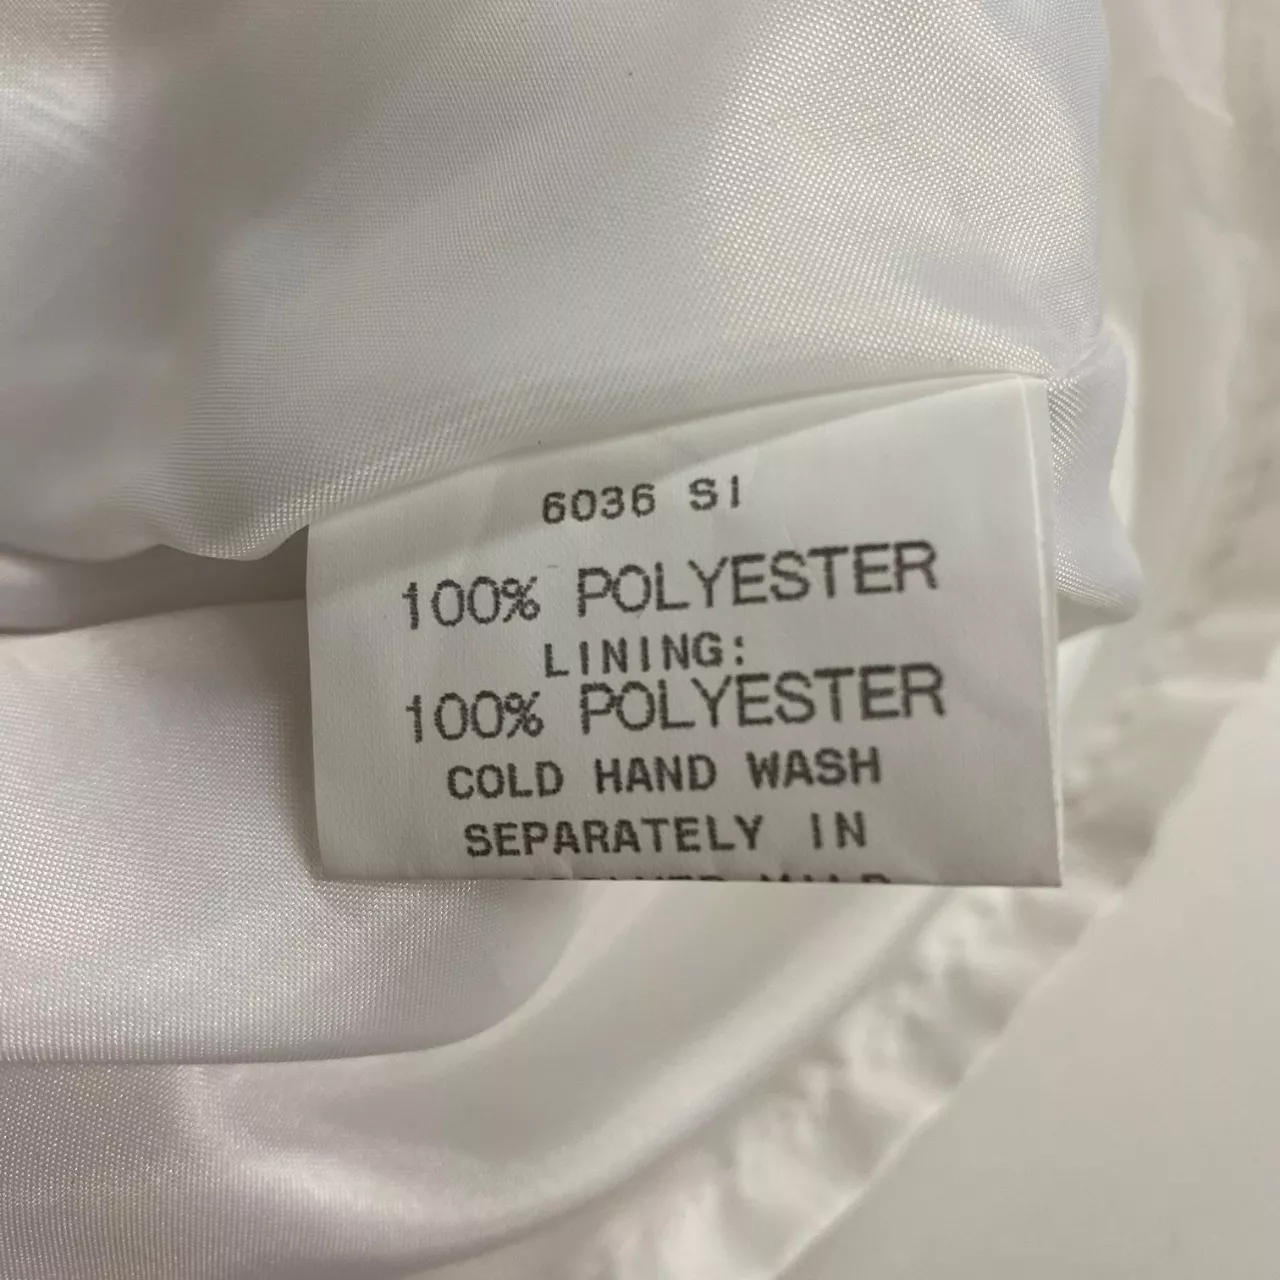 6036 SI
100% POLYESTER
LINING:
100% POLYESTER
COLD HAND WASH
SEPARATELY IN